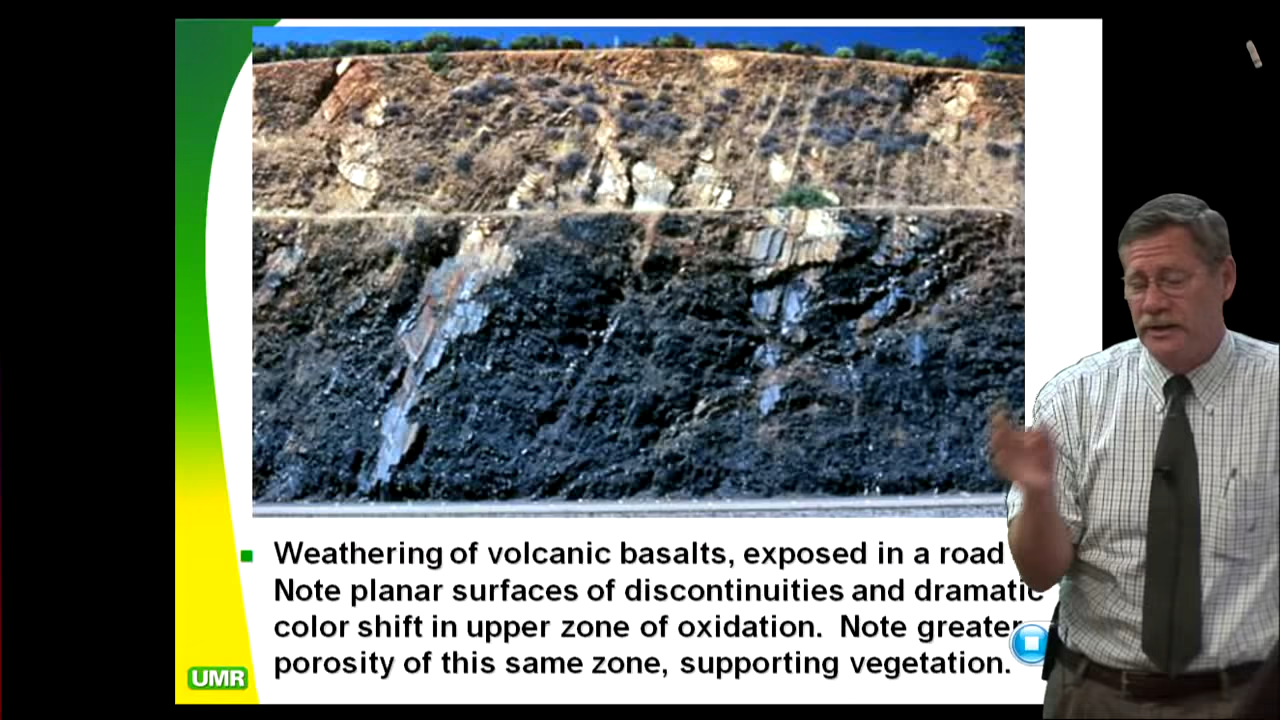 Weathering of volcanic basalts, exposed in a road
Note planar surfaces of discontinuities and dramatic
color shift in upper zone of oxidation.  Note greater
porosity of this same zone, supporting vegetation.
UMR